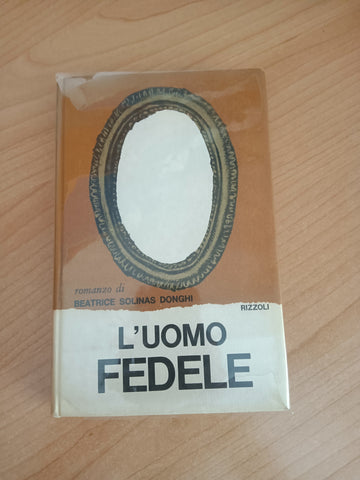 romanzo di
BEATRICE SOLINAS DONGHI
RIZZOLI
L'UOMO
FEDELE